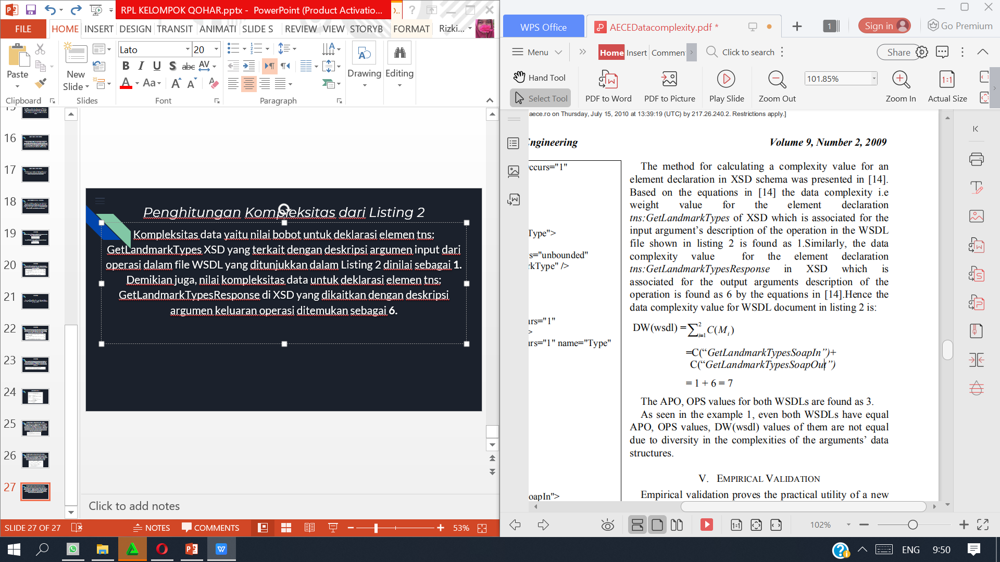 RPL KELOMPOK QOHAR.pptx - PowerPoint (Product Activatio...
FILE
HOME
INSERT
DESIGN
TRANSIT
ANIMATI
SLIDE S
REVIEW
VIEW
STORYB
FORMAT
Rizki...
Paste
New
Slide
Lato
20
Drawing
Editing
Clipboard
Slides
Font
Paragraph
16
17
18
19
20
21
22
23
24
25
26
27
Penghitungan Kompleksitas dari Listing 2
Kompleksitas data yaitu nilai bobot untuk deklarasi elemen tns:
GetLandmarkTypes XSD yang terkait dengan deskripsi argumen input dari
operasi dalam file WSDL yang ditunjukkan dalam Listing 2 dinilai sebagai 1.
Demikian juga, nilai kompleksitas data untuk deklarasi elemen tns:
GetLandmarkTypesResponse di XSD yang dikaitkan dengan deskripsi
argumen keluaran operasi ditemukan sebagai 6.
Click to add notes
SLIDE 27 OF 27
NOTES
COMMENTS
53%
WPS Office
AECEDatacomplexity.pdf *
1
Sign in
Go Premium
Menu
Home
Insert
Commen
Click to search
Share
Hand Tool
Select Tool
PDF to Word
PDF to Picture
Play Slide
Zoom Out
101.85%
Zoom In
Actual Size
aece.ro on Thursday, July 15, 2010 at 13:39:19 (UTC) by 217.26.240.2. Restrictions apply.]
Engineering
Volume 9, Number 2, 2009
ccurs="1"
Type">
s="unbounded"
rkType" />
urs="1"
>
urs="1" name="Type"
oapIn">
The method for calculating a complexity value for an
element declaration in XSD schema was presented in [14].
Based on the equations in [14] the data complexity i.e
weight value for the element declaration
tns:GetLandmarkTypes of XSD which is associated for the
input argument's description of the operation in the WSDL
file shown in listing 2 is found as 1.Similarly, the data
complexity value for the element declaration
tns:GetLandmarkTypesResponse in XSD which is
associated for the output arguments description of the
operation is found as 6 by the equations in [14].Hence the
data complexity value for WSDL document in listing 2 is:
DW(wsdl) =∑²ᵢ₌₁ C(Mᵢ)
=C(“GetLandmarkTypesSoapIn”)+
C(“GetLandmarkTypesSoapOut”)
= 1 + 6 = 7
The APO, OPS values for both WSDLs are found as 3.
As seen in the example 1, even both WSDLs have equal
APO, OPS values, DW(wsdl) values of them are not equal
due to diversity in the complexities of the arguments’ data
structures.
V. EMPIRICAL VALIDATION
Empirical validation proves the practical utility of a new
102%
ENG
9:50